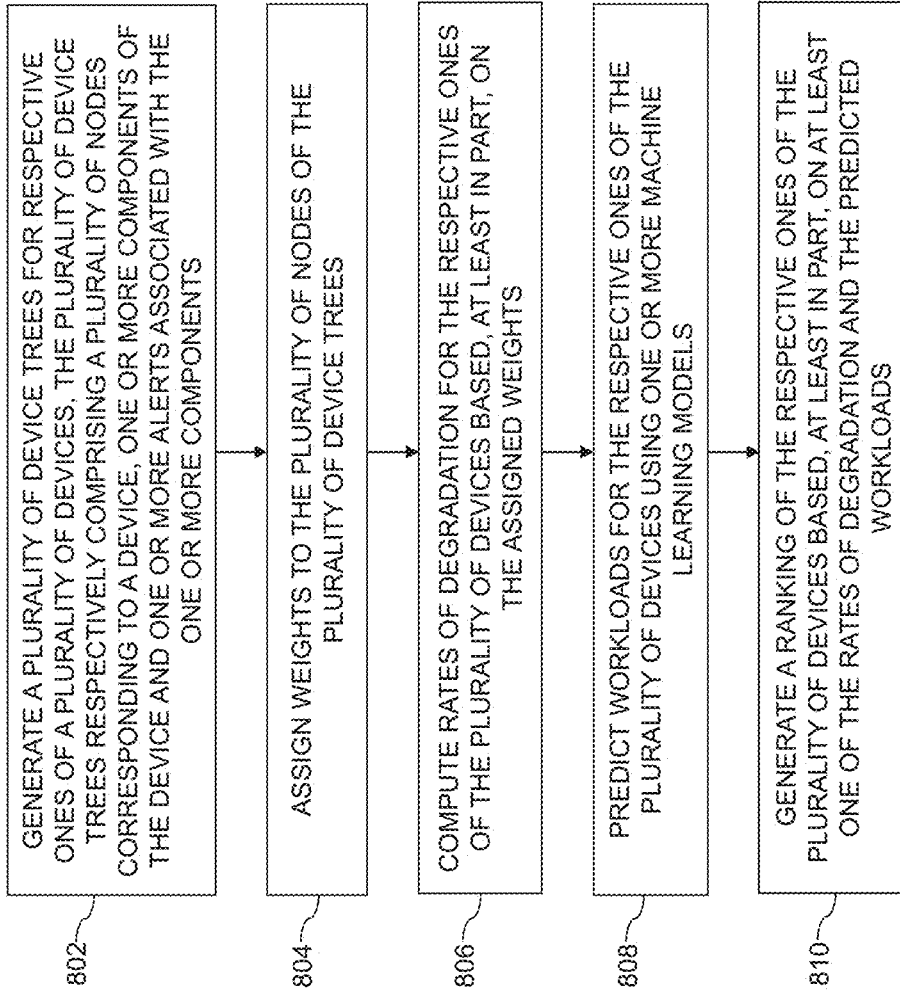 802
GENERATE A PLURALITY OF DEVICE TREES FOR RESPECTIVE
ONES OF A PLURALITY OF DEVICES, THE PLURALITY OF DEVICE
TREES RESPECTIVELY COMPRISING A PLURALITY OF NODES
CORRESPONDING TO A DEVICE, ONE OR MORE COMPONENTS OF
THE DEVICE AND ONE OR MORE ALERTS ASSOCIATED WITH THE
ONE OR MORE COMPONENTS
804
ASSIGN WEIGHTS TO THE PLURALITY OF NODES OF THE
PLURALITY OF DEVICE TREES
806
COMPUTE RATES OF DEGRADATION FOR THE RESPECTIVE ONES
OF THE PLURALITY OF DEVICES BASED, AT LEAST IN PART, ON
THE ASSIGNED WEIGHTS
808
PREDICT WORKLOADS FOR THE RESPECTIVE ONES OF THE
PLURALITY OF DEVICES USING ONE OR MORE MACHINE
LEARNING MODELS
810
GENERATE A RANKING OF THE RESPECTIVE ONES OF THE
PLURALITY OF DEVICES BASED, AT LEAST IN PART, ON AT LEAST
ONE OF THE RATES OF DEGRADATION AND THE PREDICTED
WORKLOADS